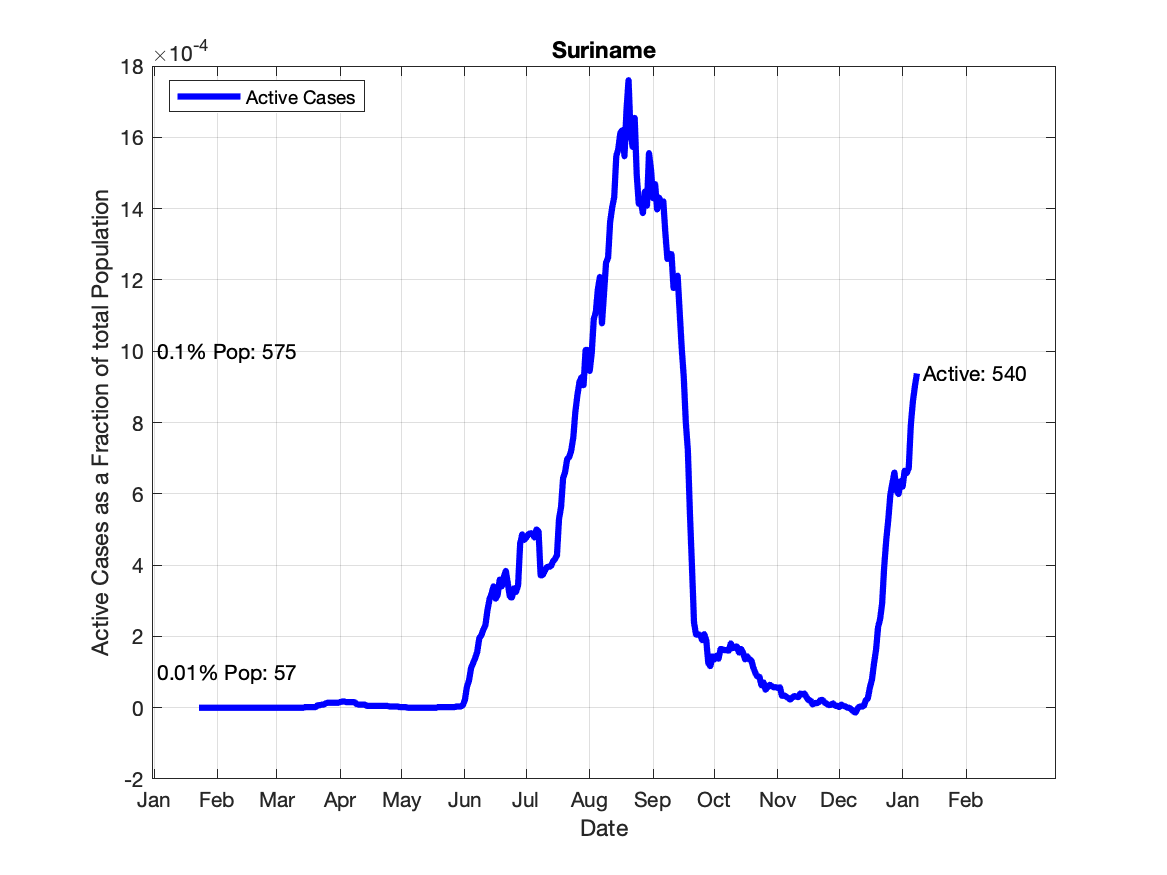 Suriname
×10-4
Active Cases
18
16
14
12
10
8
6
4
2
0
-2
0.1% Pop: 575
0.01% Pop: 57
Active: 540
Active Cases as a Fraction of total Population
Jan Feb Mar Apr May Jun Jul Aug Sep Oct Nov Dec Jan Feb
Date